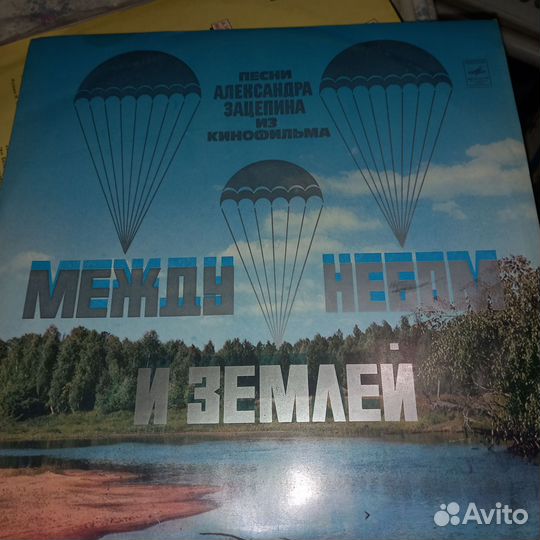 ПЕСНИ
АЛЕКСАНДРА
ЗАЦЕПИНА
ИЗ
КИНОФИЛЬМА
МЕЖДУ НЕБОМ
И ЗЕМЛЕЙ
Avito